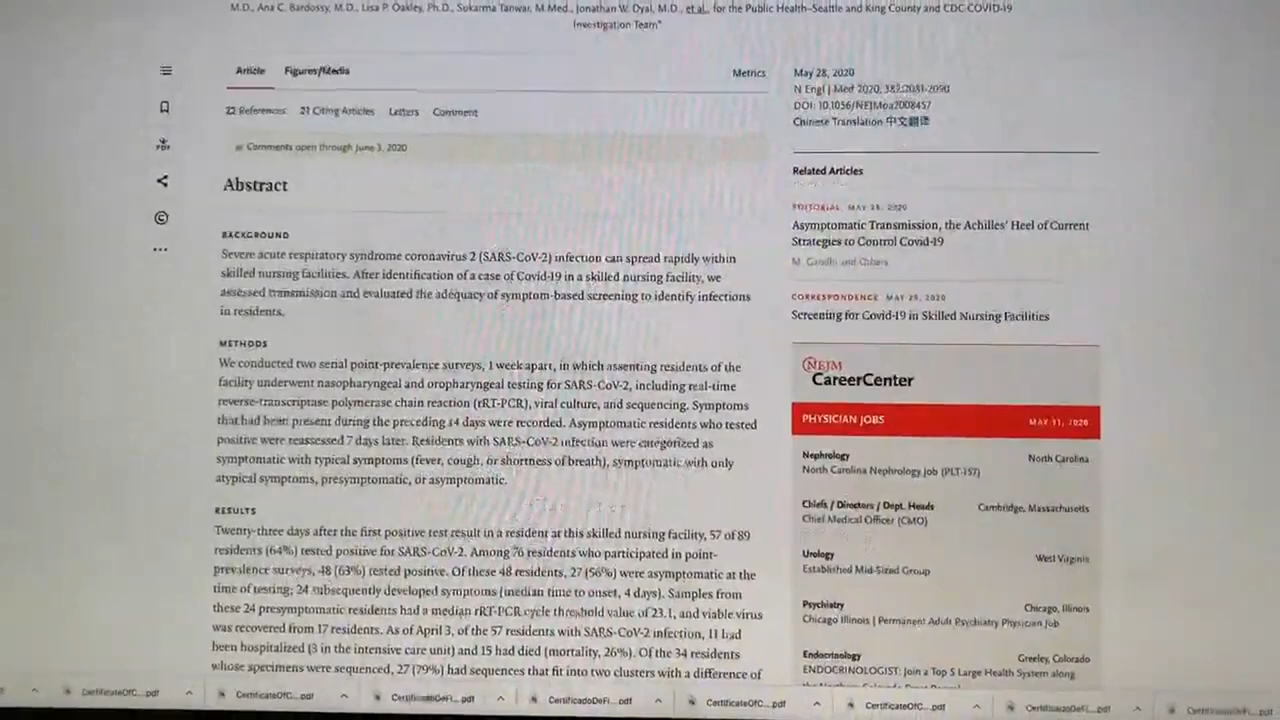 M.D., Ana C. Bardossy, M.D., Lisa P. Oakley, Ph.D., Sukarma Tanwar, M.Med., Jonathan W. Dyal, M.D., et al., for the Public Health–Seattle and King County and CDC COVID-19
Investigation Team*
Article Figures/Media Metrics
22 References 21 Citing Articles Letters Comment
Comments open through June 3, 2020
Abstract
BACKGROUND
Severe acute respiratory syndrome coronavirus 2 (SARS-CoV-2) infection can spread rapidly within
skilled nursing facilities. After identification of a case of Covid-19 in a skilled nursing facility, we
assessed transmission and evaluated the adequacy of symptom-based screening to identify infections
in residents.
METHODS
We conducted two serial point-prevalence surveys, 1 week apart, in which assenting residents of the
facility underwent nasopharyngeal and oropharyngeal testing for SARS-CoV-2, including real-time
reverse-transcriptase polymerase chain reaction (rRT-PCR), viral culture, and sequencing. Symptoms
that had been present during the preceding 14 days were recorded. Asymptomatic residents who tested
positive were reassessed 7 days later. Residents with SARS-CoV-2 infection were categorized as
symptomatic with typical symptoms (fever, cough, or shortness of breath), symptomatic with only
atypical symptoms, presymptomatic, or asymptomatic.
RESULTS
Twenty-three days after the first positive test result in a resident at this skilled nursing facility, 57 of 89
residents (64%) tested positive for SARS-CoV-2. Among 76 residents who participated in point-
prevalence surveys, 48 (63%) tested positive. Of these 48 residents, 27 (56%) were asymptomatic at the
time of testing; 24 subsequently developed symptoms (median time to onset, 4 days). Samples from
these 24 presymptomatic residents had a median rRT-PCR cycle threshold value of 23.1, and viable virus
was recovered from 17 residents. As of April 3, of the 57 residents with SARS-CoV-2 infection, 11 had
been hospitalized (3 in the intensive care unit) and 15 had died (mortality, 26%). Of the 34 residents
whose specimens were sequenced, 27 (79%) had sequences that fit into two clusters with a difference of
PDF
May 28, 2020
N Engl J Med 2020; 382:2081-2090
DOI: 10.1056/NEJMoa2008457
Chinese Translation 中文翻译
Related Articles
EDITORIAL MAY 28, 2020
Asymptomatic Transmission, the Achilles' Heel of Current
Strategies to Control Covid-19
M. Gandhi and Others
CORRESPONDENCE MAY 28, 2020
Screening for Covid-19 in Skilled Nursing Facilities
NEJM
CareerCenter
PHYSICIAN JOBS MAY 31, 2020
Nephrology North Carolina
North Carolina Nephrology Job (PLT-157)
Chiefs / Directors / Dept. Heads Cambridge, Massachusetts
Chief Medical Officer (CMO)
Urology West Virginia
Established Mid-Sized Group
Psychiatry Chicago, Illinois
Chicago Illinois | Permanent Adult Psychiatry Physician Job
Endocrinology Greeley, Colorado
ENDOCRINOLOGIST: Join a Top 5 Large Health System along
CertificateOfC....pdf CertificateOfC....pdf CertificadoDeFi....pdf CertificadoDeFi....pdf CertificateOfC....pdf CertificateOfC....pdf CertificadoDeFi....pdf